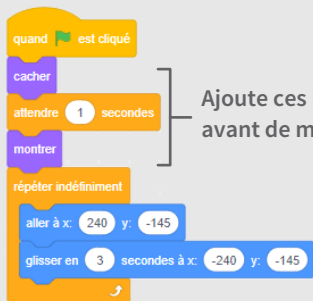 quand est cliqué
cacher
attendre 1 secondes
montrer
Ajoute ces
avant de m
répéter indéfiniment
aller à x: 240 y: -145
glisser en 3 secondes à x: -240 y: -145